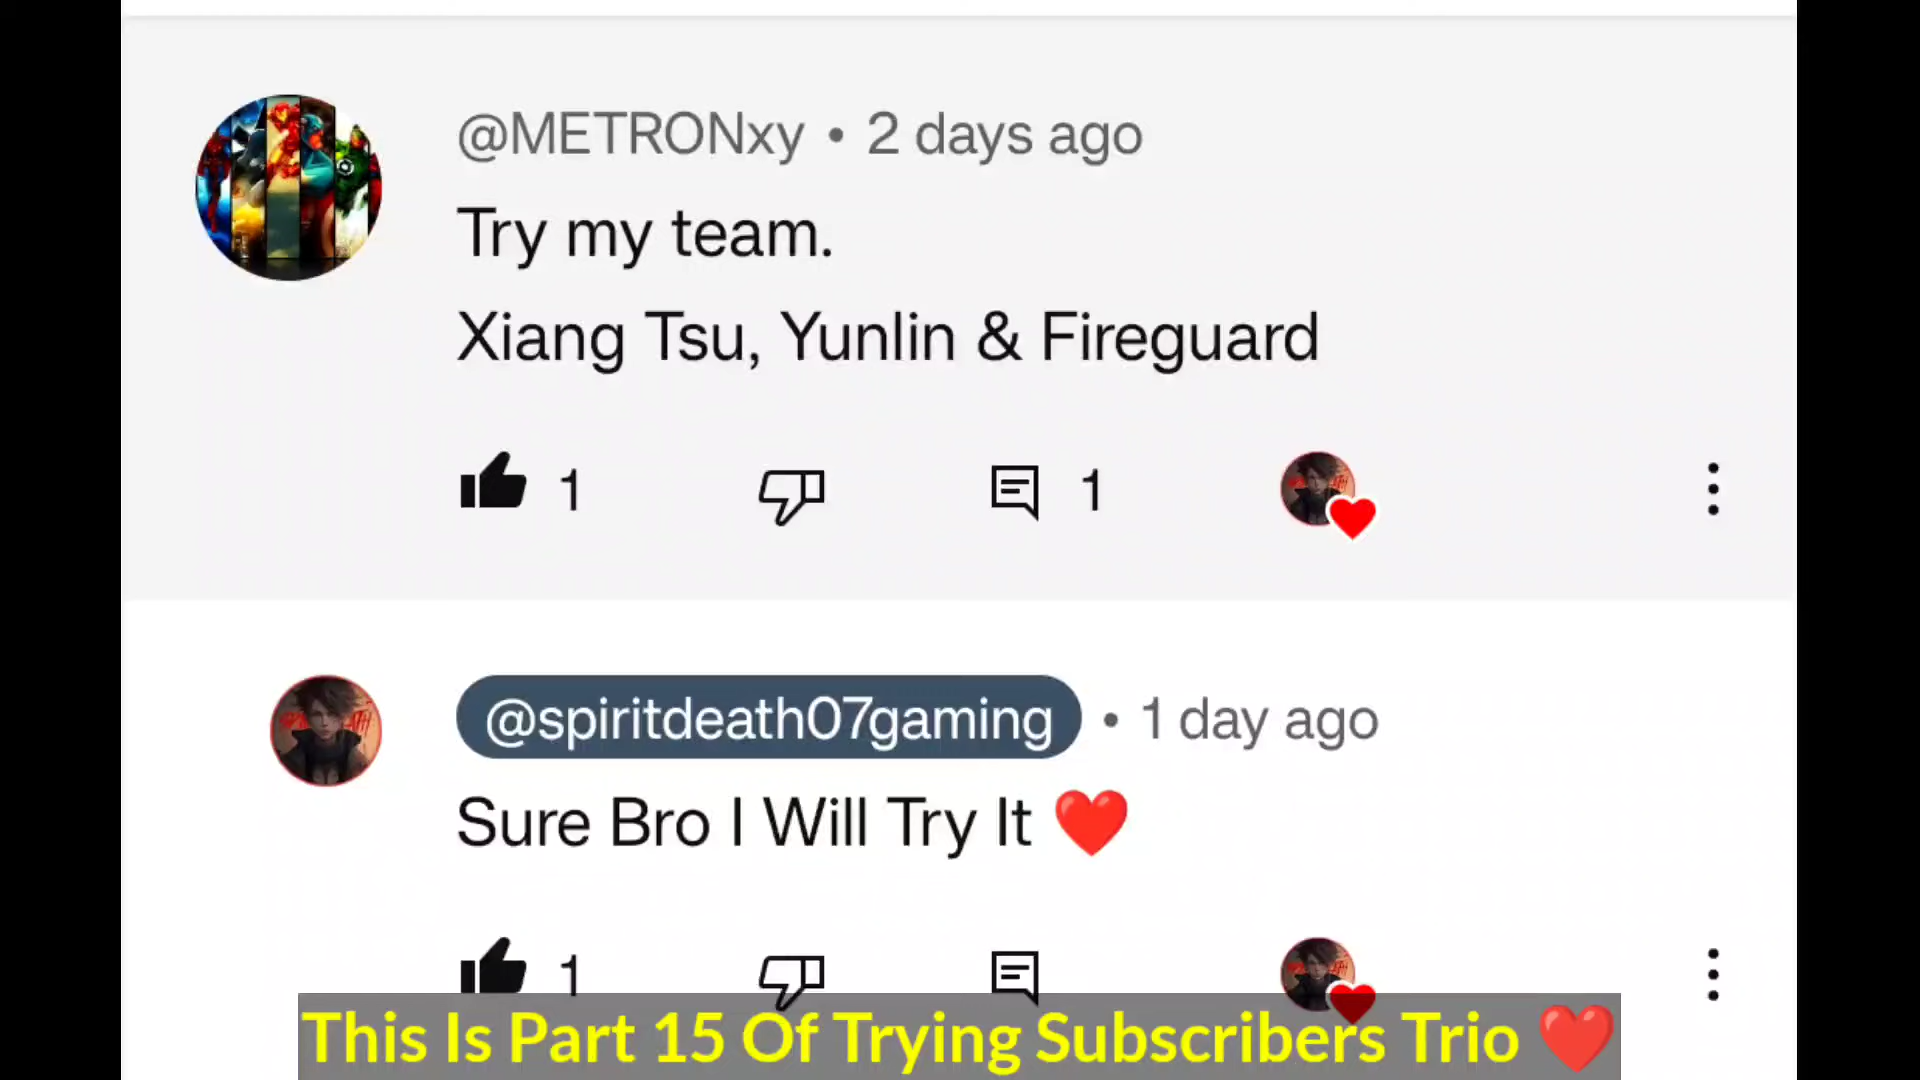 @METRONxy • 2 days ago
Try my team.
Xiang Tsu, Yunlin & Fireguard
1 1
@spiritdeath07gaming • 1 day ago
Sure Bro I Will Try It ❤️
1
This Is Part 15 Of Trying Subscribers Trio ❤️